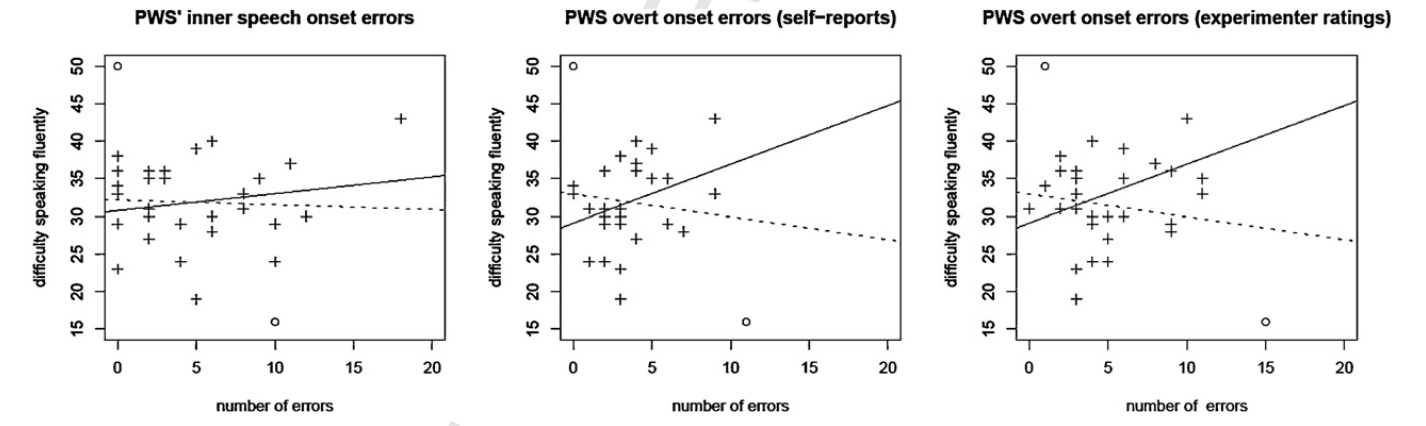 PWS' inner speech onset errors
difficulty speaking fluently
50
45
40
35
30
25
20
15
0 5 10 15 20
number of errors
PWS overt onset errors (self−reports)
difficulty speaking fluently
50
45
40
35
30
25
20
15
0 5 10 15 20
number of errors
PWS overt onset errors (experimenter ratings)
difficulty speaking fluently
50
45
40
35
30
25
20
15
0 5 10 15 20
number of errors